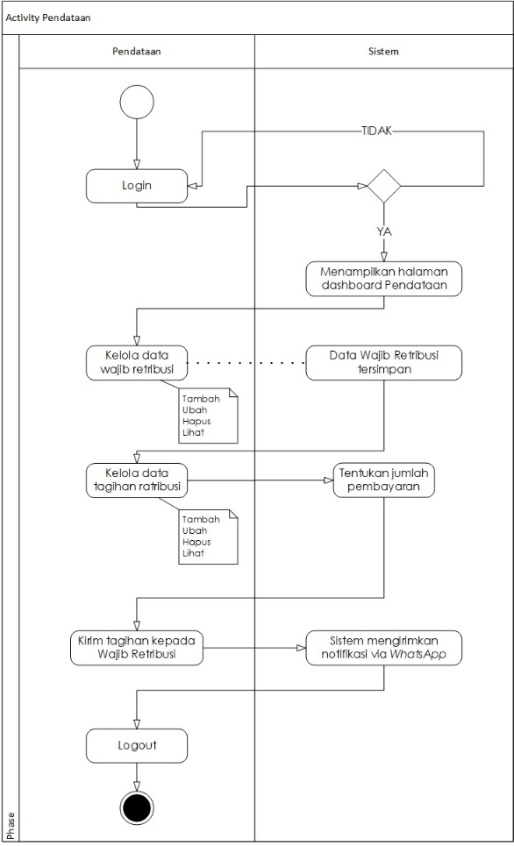 Activity Pendataan
Pendataan
Sistem
TIDAK
Login
YA
Menampilkan halaman
dashboard Pendataan
Kelola data
wajib retribusi
Data Wajib Retribusi
tersimpan
Tambah
Ubah
Hapus
Lihat
Kelola data
tagihan ratribusi
Tentukan jumlah
pembayaran
Tambah
Ubah
Hapus
Lihat
Kirim tagihan kepada
Wajib Retribusi
Sistem mengirimkan
notifikasi via WhatsApp
Logout
Phase